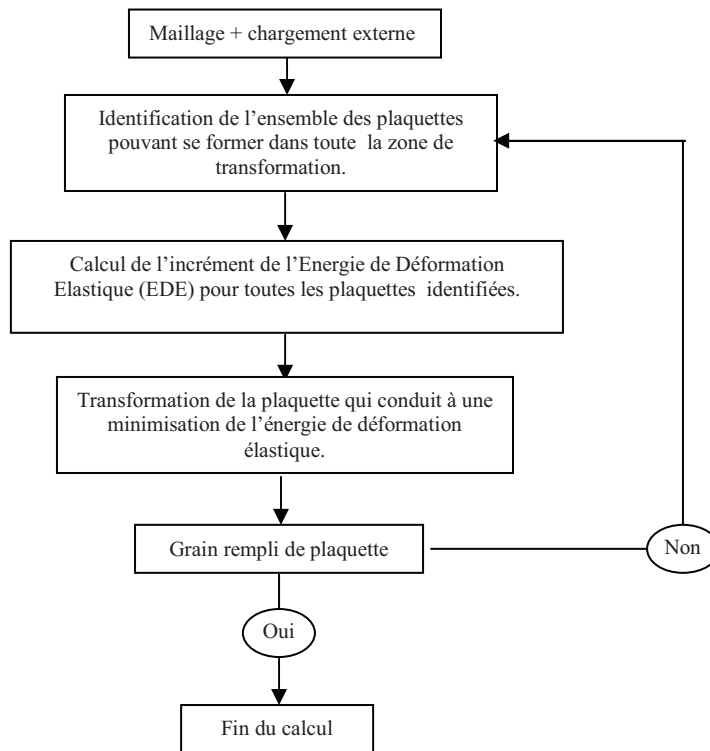 Maillage + chargement externe
Identification de l’ensemble des plaquettes
pouvant se former dans toute la zone de
transformation.
Calcul de l’incrément de l’Energie de Déformation
Elastique (EDE) pour toutes les plaquettes identifiées.
Transformation de la plaquette qui conduit à une
minimisation de l’énergie de déformation
élastique.
Grain rempli de plaquette
Non
Oui
Fin du calcul